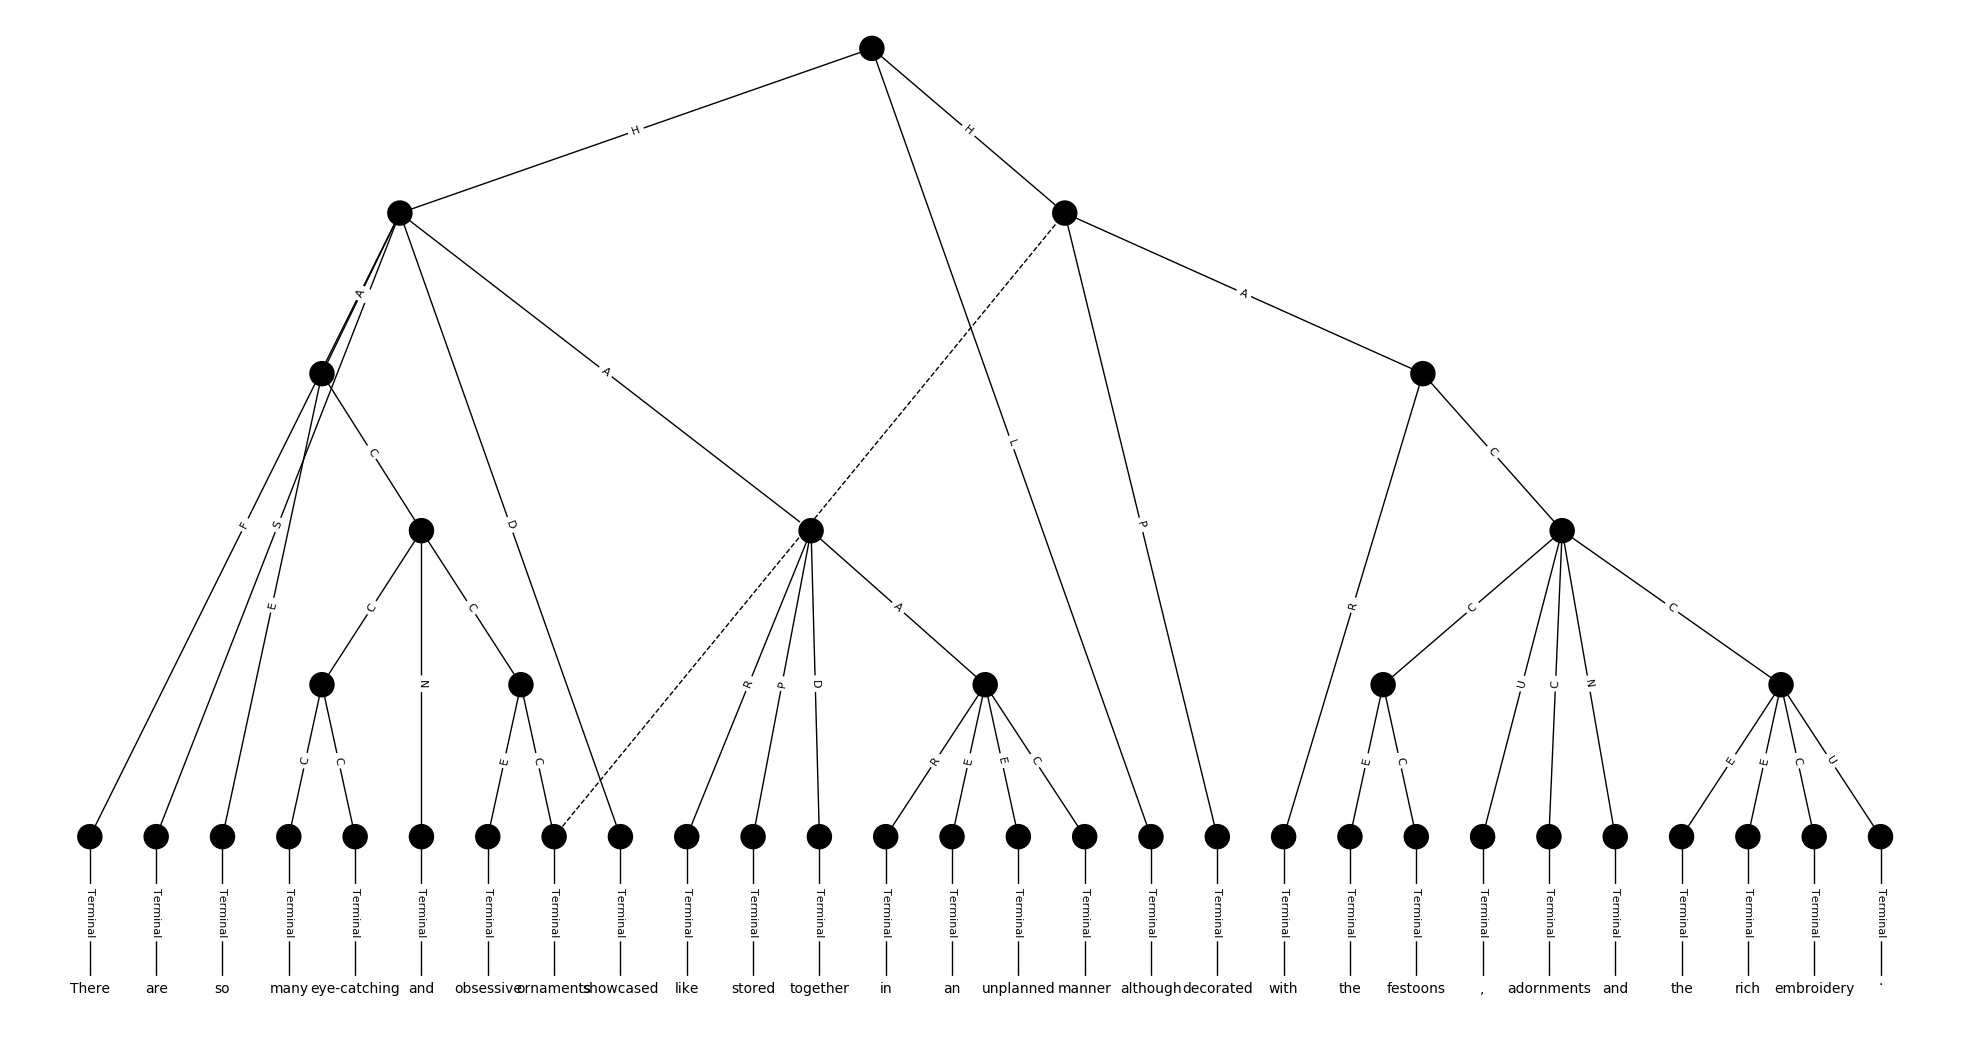 H
H
A
A
A
L
C
C
F
S
D
P
E
R
C
N
C
R
P
D
A
C
U
C
N
C
C
C
E
C
R
E
E
C
E
C
E
E
C
U
Terminal Terminal Terminal Terminal Terminal Terminal Terminal Terminal Terminal Terminal Terminal Terminal Terminal Terminal Terminal Terminal Terminal Terminal Terminal Terminal Terminal Terminal Terminal Terminal Terminal Terminal Terminal Terminal
There are so many eye-catching and obsessive ornaments showcased like stored together in an unplanned manner although decorated with the festoons , adornments and the rich embroidery .